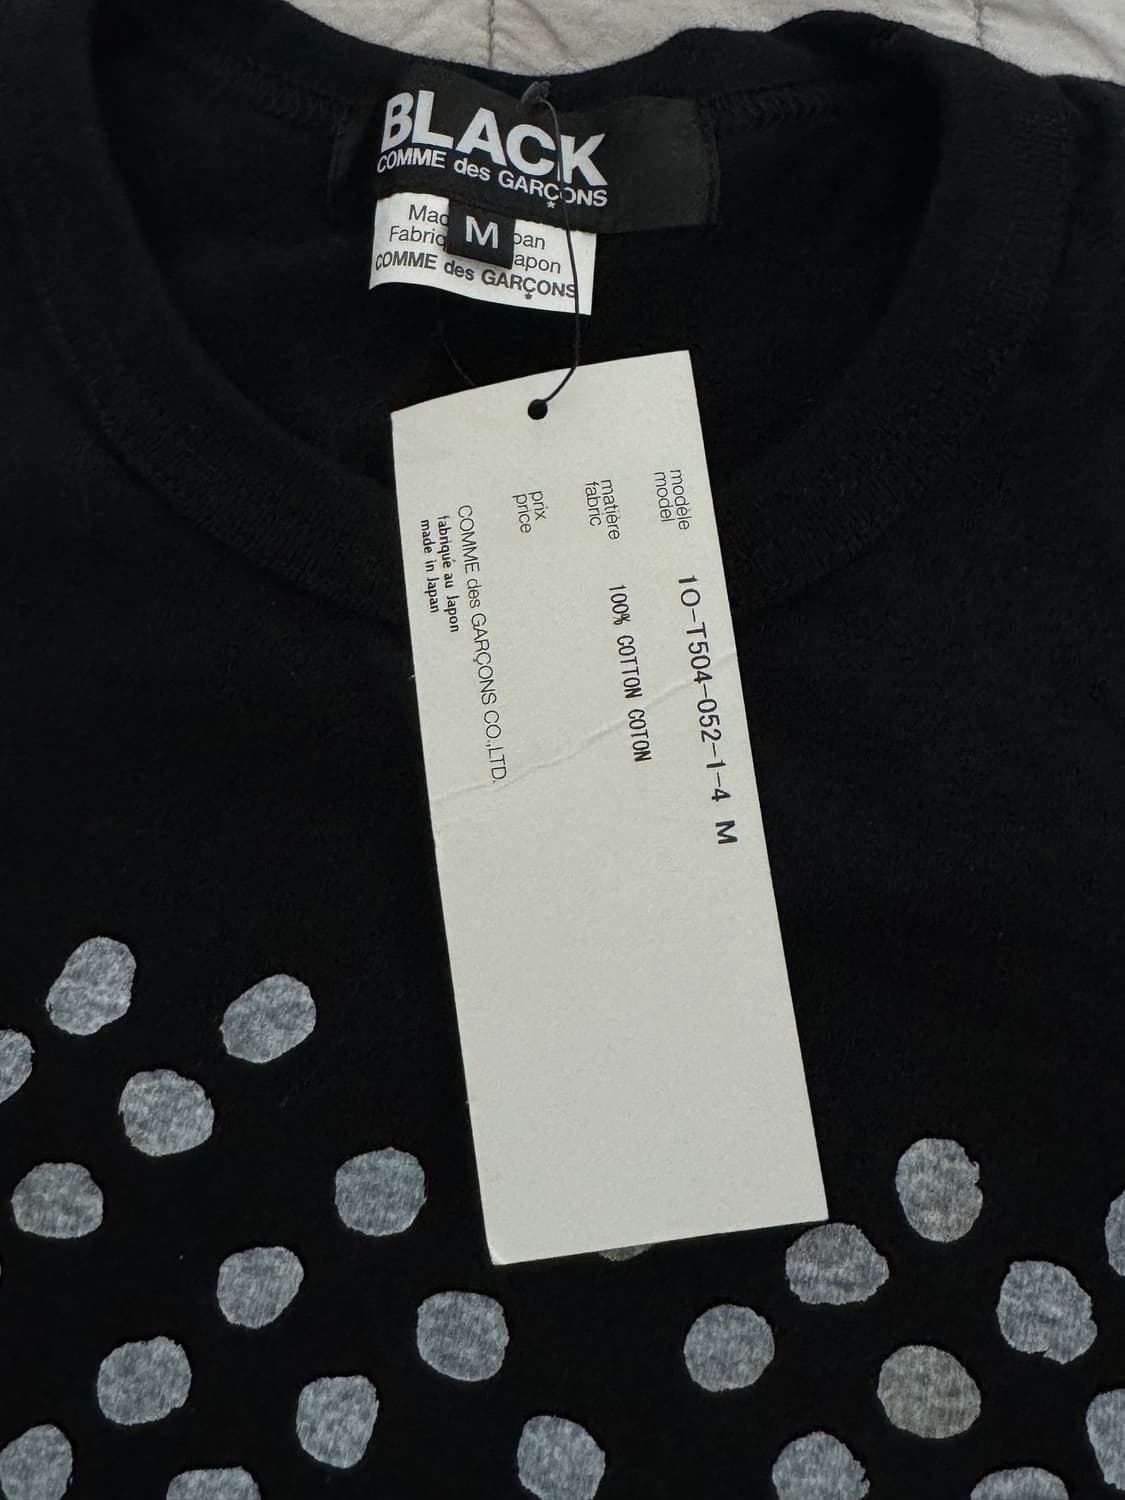 BLACK
COMME des GARÇONS
M
COMME des GARÇONS
modèle
model
1O-T504-052-1-4 M
matière
fabric
100% COTTON COTON
prix
price
COMME des GARÇONS CO.,LTD.
fabriqué au Japon
made in Japan